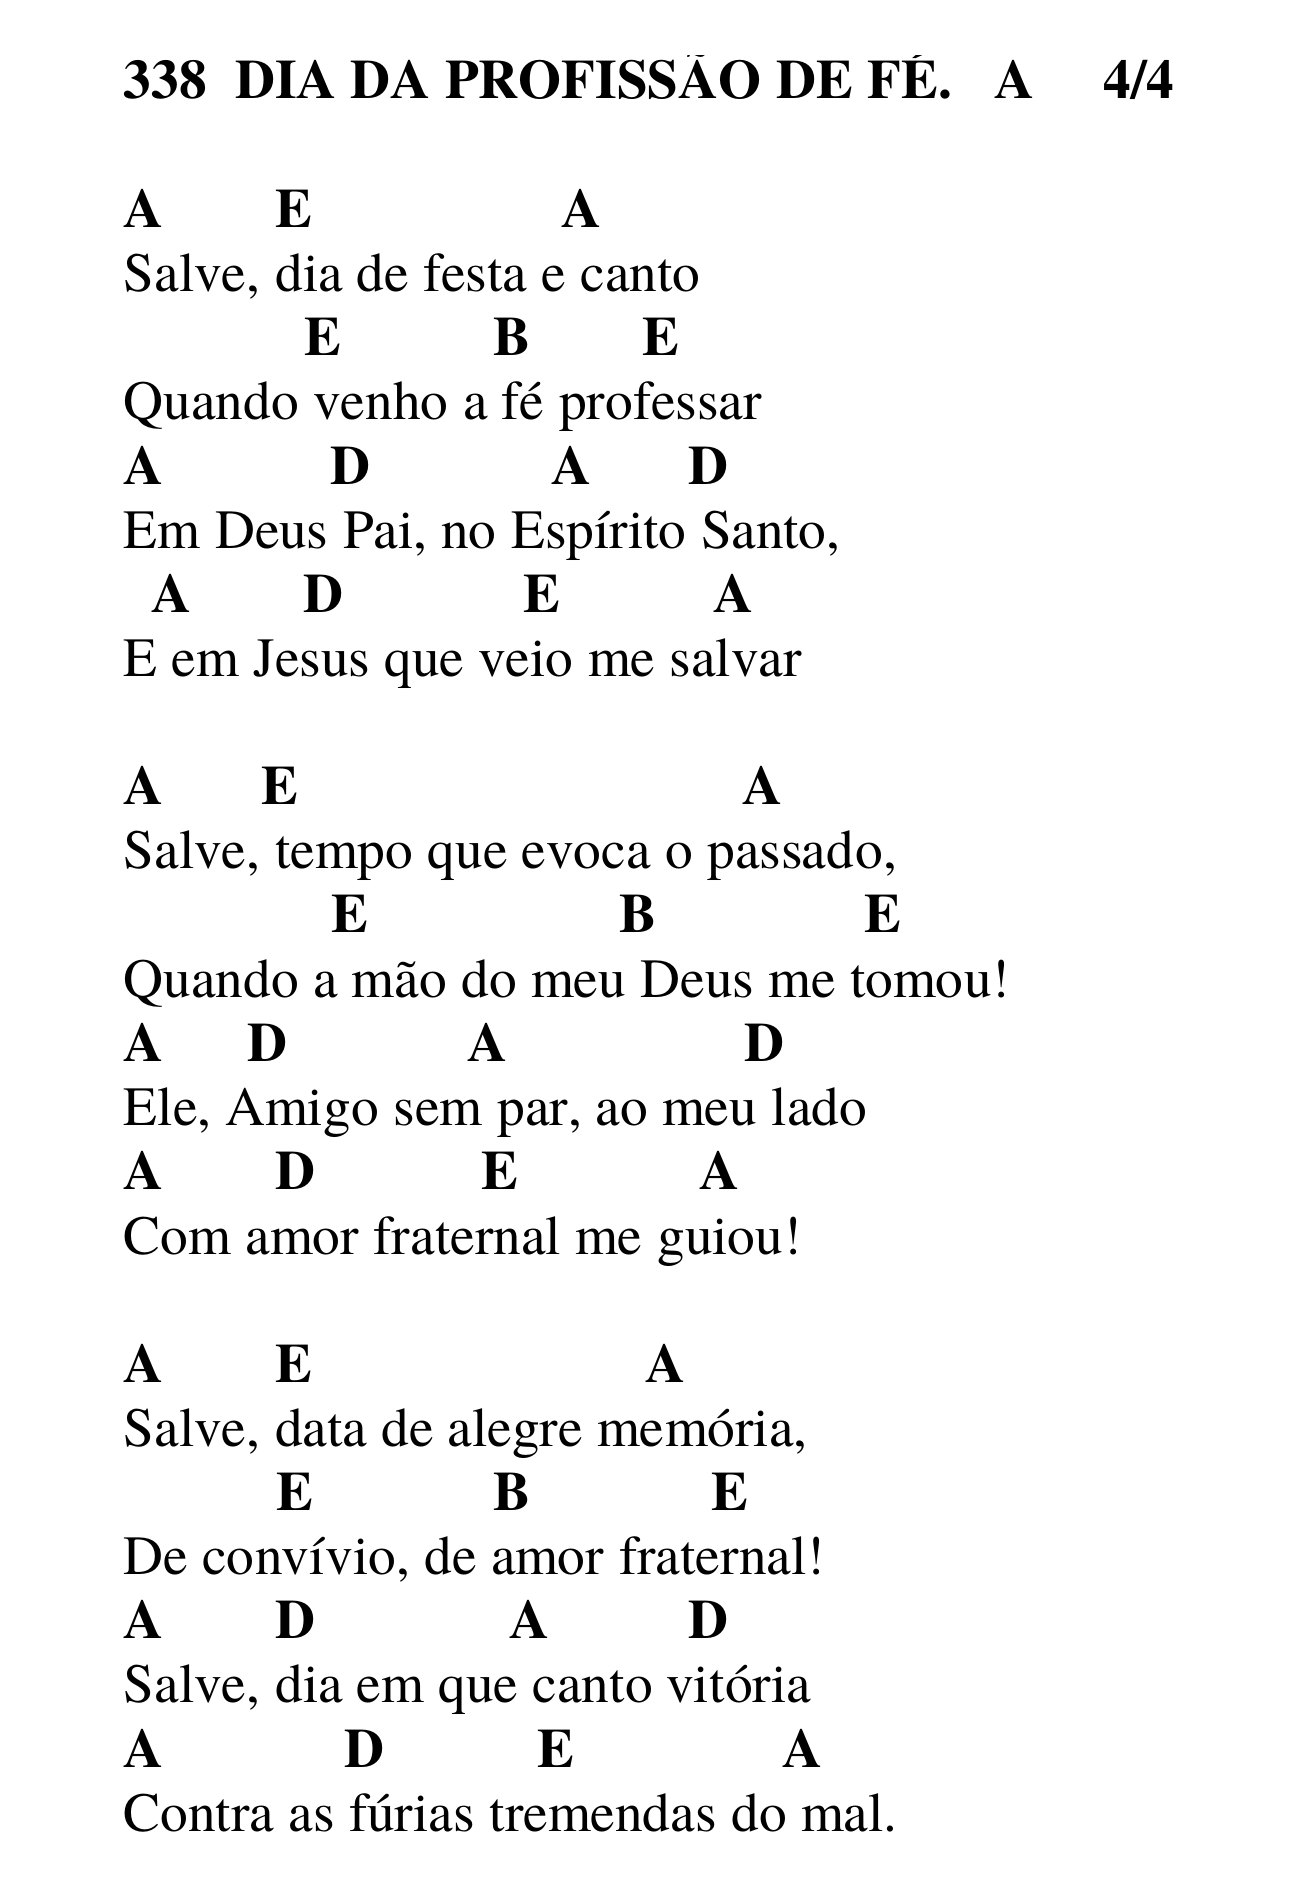 338  DIA DA PROFISSÃO DE FÉ.   A     4/4
A        E                  A
Salve, dia de festa e canto
             E           B        E
Quando venho a fé professar
A            D             A       D
Em Deus Pai, no Espírito Santo,
  A        D             E           A
E em Jesus que veio me salvar
A       E                                A
Salve, tempo que evoca o passado,
               E                  B               E
Quando a mão do meu Deus me tomou!
A      D             A                 D
Ele, Amigo sem par, ao meu lado
A        D            E             A
Com amor fraternal me guiou!
A        E                        A
Salve, data de alegre memória,
           E             B             E
De convívio, de amor fraternal!
A        D              A          D
Salve, dia em que canto vitória
A             D           E               A
Contra as fúrias tremendas do mal.